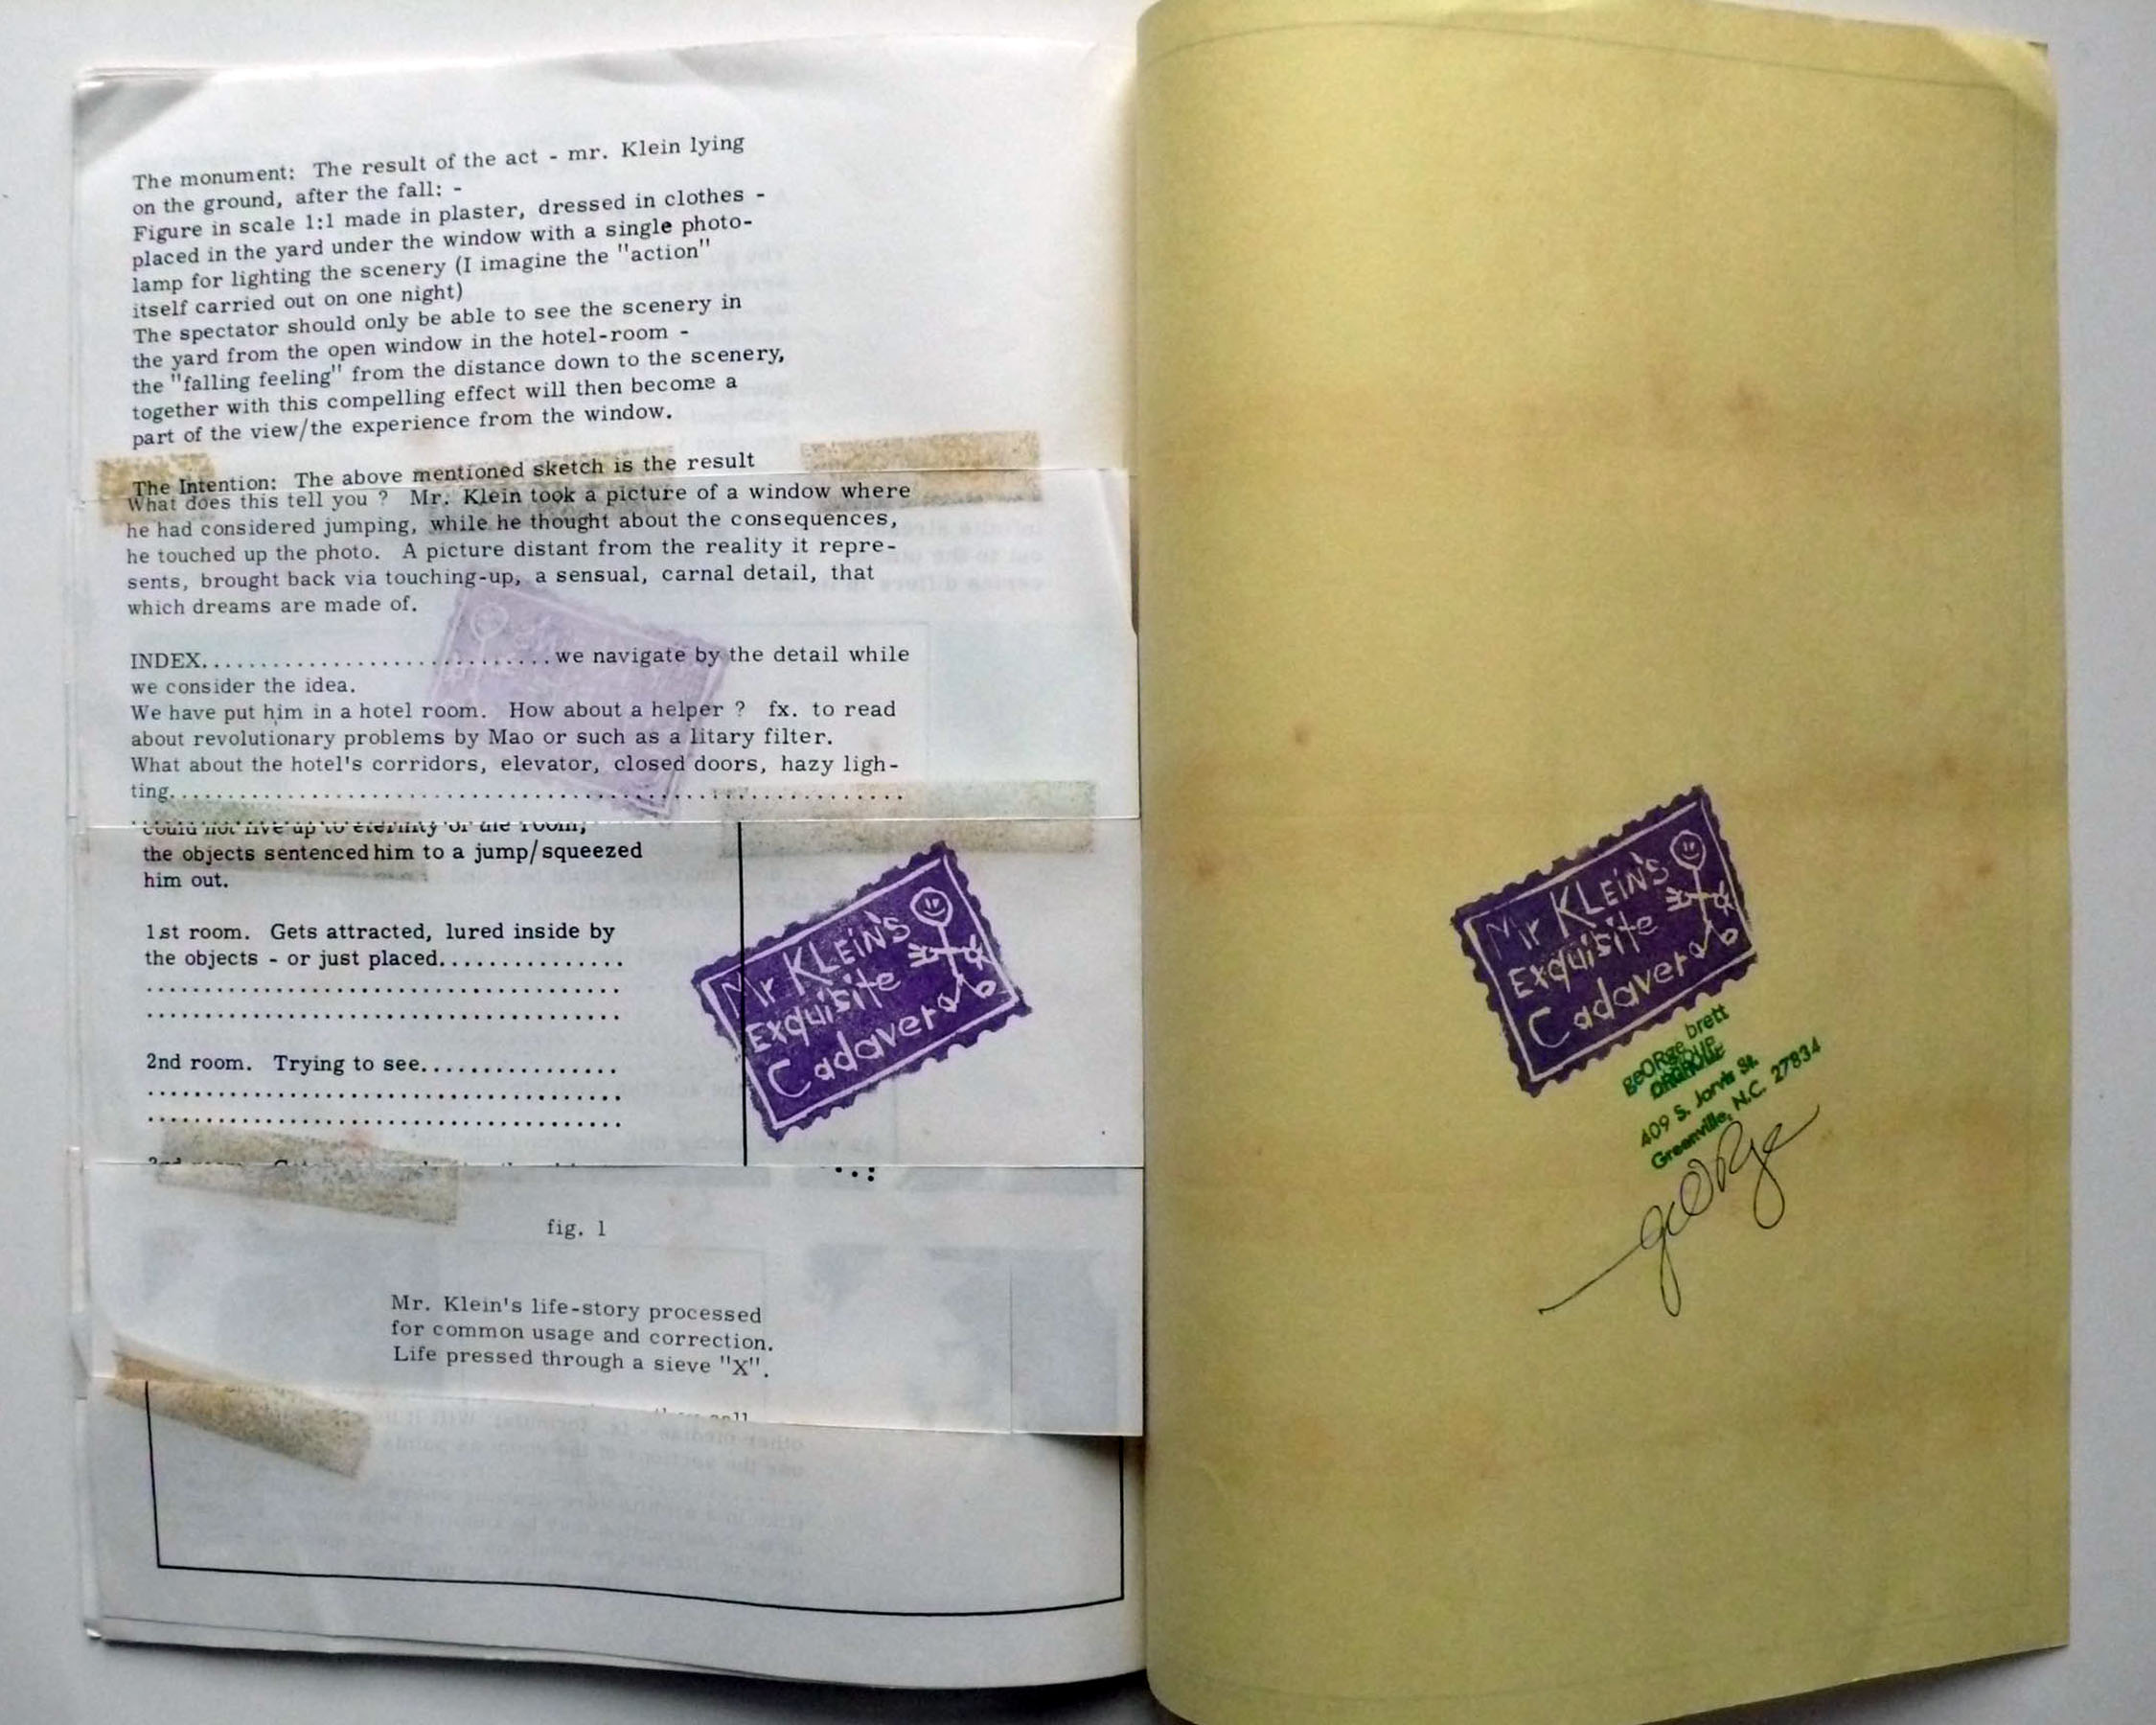 The monument: The result of the act - mr. Klein lying
on the ground, after the fall: -
Figure in scale 1:1 made in plaster, dressed in clothes -
placed in the yard under the window with a single photo-
lamp for lighting the scenery (I imagine the "action"
itself carried out on one night)
The spectator should only be able to see the scenery in
the yard from the open window in the hotel-room -
the "falling feeling" from the distance down to the scenery,
together with this compelling effect will then become a
part of the view/the experience from the window.
The Intention: The above mentioned sketch is the result
What does this tell you ? Mr. Klein took a picture of a window where
he had considered jumping, while he thought about the consequences,
he touched up the photo. A picture distant from the reality it repre-
sents, brought back via touching-up, a sensual, carnal detail, that
which dreams are made of.
INDEX..............................we navigate by the detail while
we consider the idea.
We have put him in a hotel room. How about a helper ? fx. to read
about revolutionary problems by Mao or such as a litary filter.
What about the hotel's corridors, elevator, closed doors, hazy ligh-
ting..............................................................
could not live up to eternity of the room,
the objects sentenced him to a jump/squeezed
him out.
1st room. Gets attracted, lured inside by
the objects - or just placed................
........................................
........................................
2nd room. Trying to see.................
........................................
........................................
Mr KLEiN'S
Exquisite
Cadaver
fig. 1
Mr. Klein's life-story processed
for common usage and correction.
Life pressed through a sieve "X".
Mr KLEiN'S
Exquisite
Cadaver
geORge brett
ORGROUP
409 S. Jarvis St.
Greenville, N.C. 27834
geORge